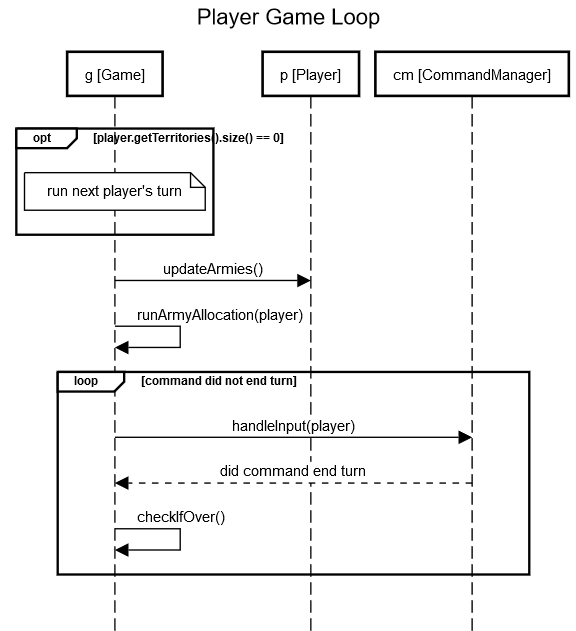 Player Game Loop
g [Game]
p [Player]
cm [CommandManager]
opt
[player.getTerritories().size() == 0]
run next player's turn
updateArmies()
runArmyAllocation(player)
loop
[command did not end turn]
handleInput(player)
did command end turn
checkIfOver()